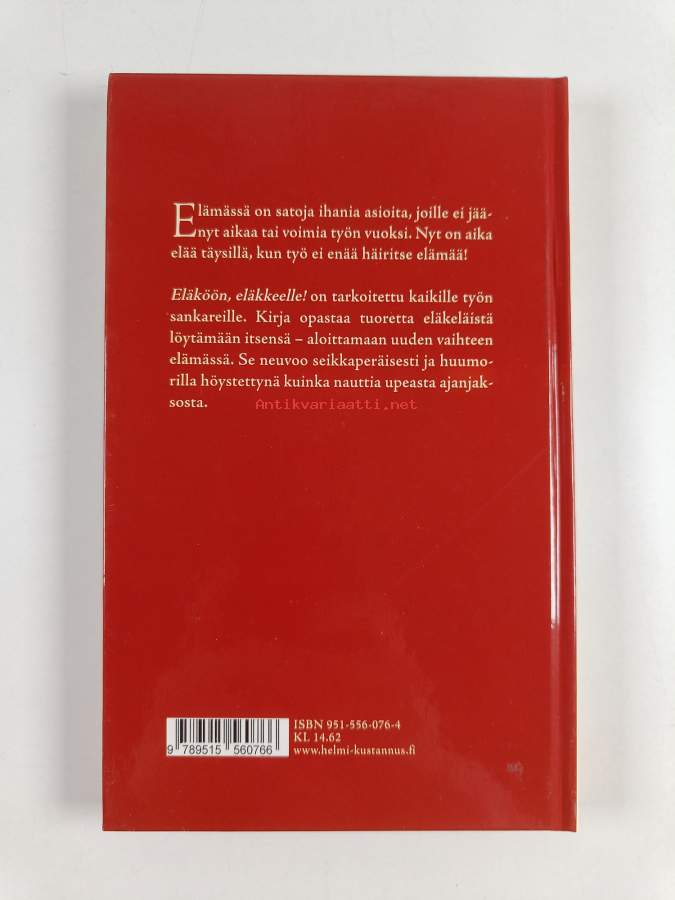 Elämässä on satoja ihania asioita, joille ei jää-
nyt aikaa tai voimia työn vuoksi. Nyt on aika
elää täysillä, kun työ ei enää häiritse elämää!
Eläköön, eläkkeelle! on tarkoitettu kaikille työn
sankareille. Kirja opastaa tuoretta eläkeläistä
löytämään itsensä – aloittamaan uuden vaihteen
elämässä. Se neuvoo seikkaperäisesti ja huumo-
rilla höystettynä kuinka nauttia upeasta ajanjak-
sosta.
Antikvariaatti.net
ISBN 951-556-076-4
KL 14.62
www.helmi-kustannus.fi
9 789515 560766